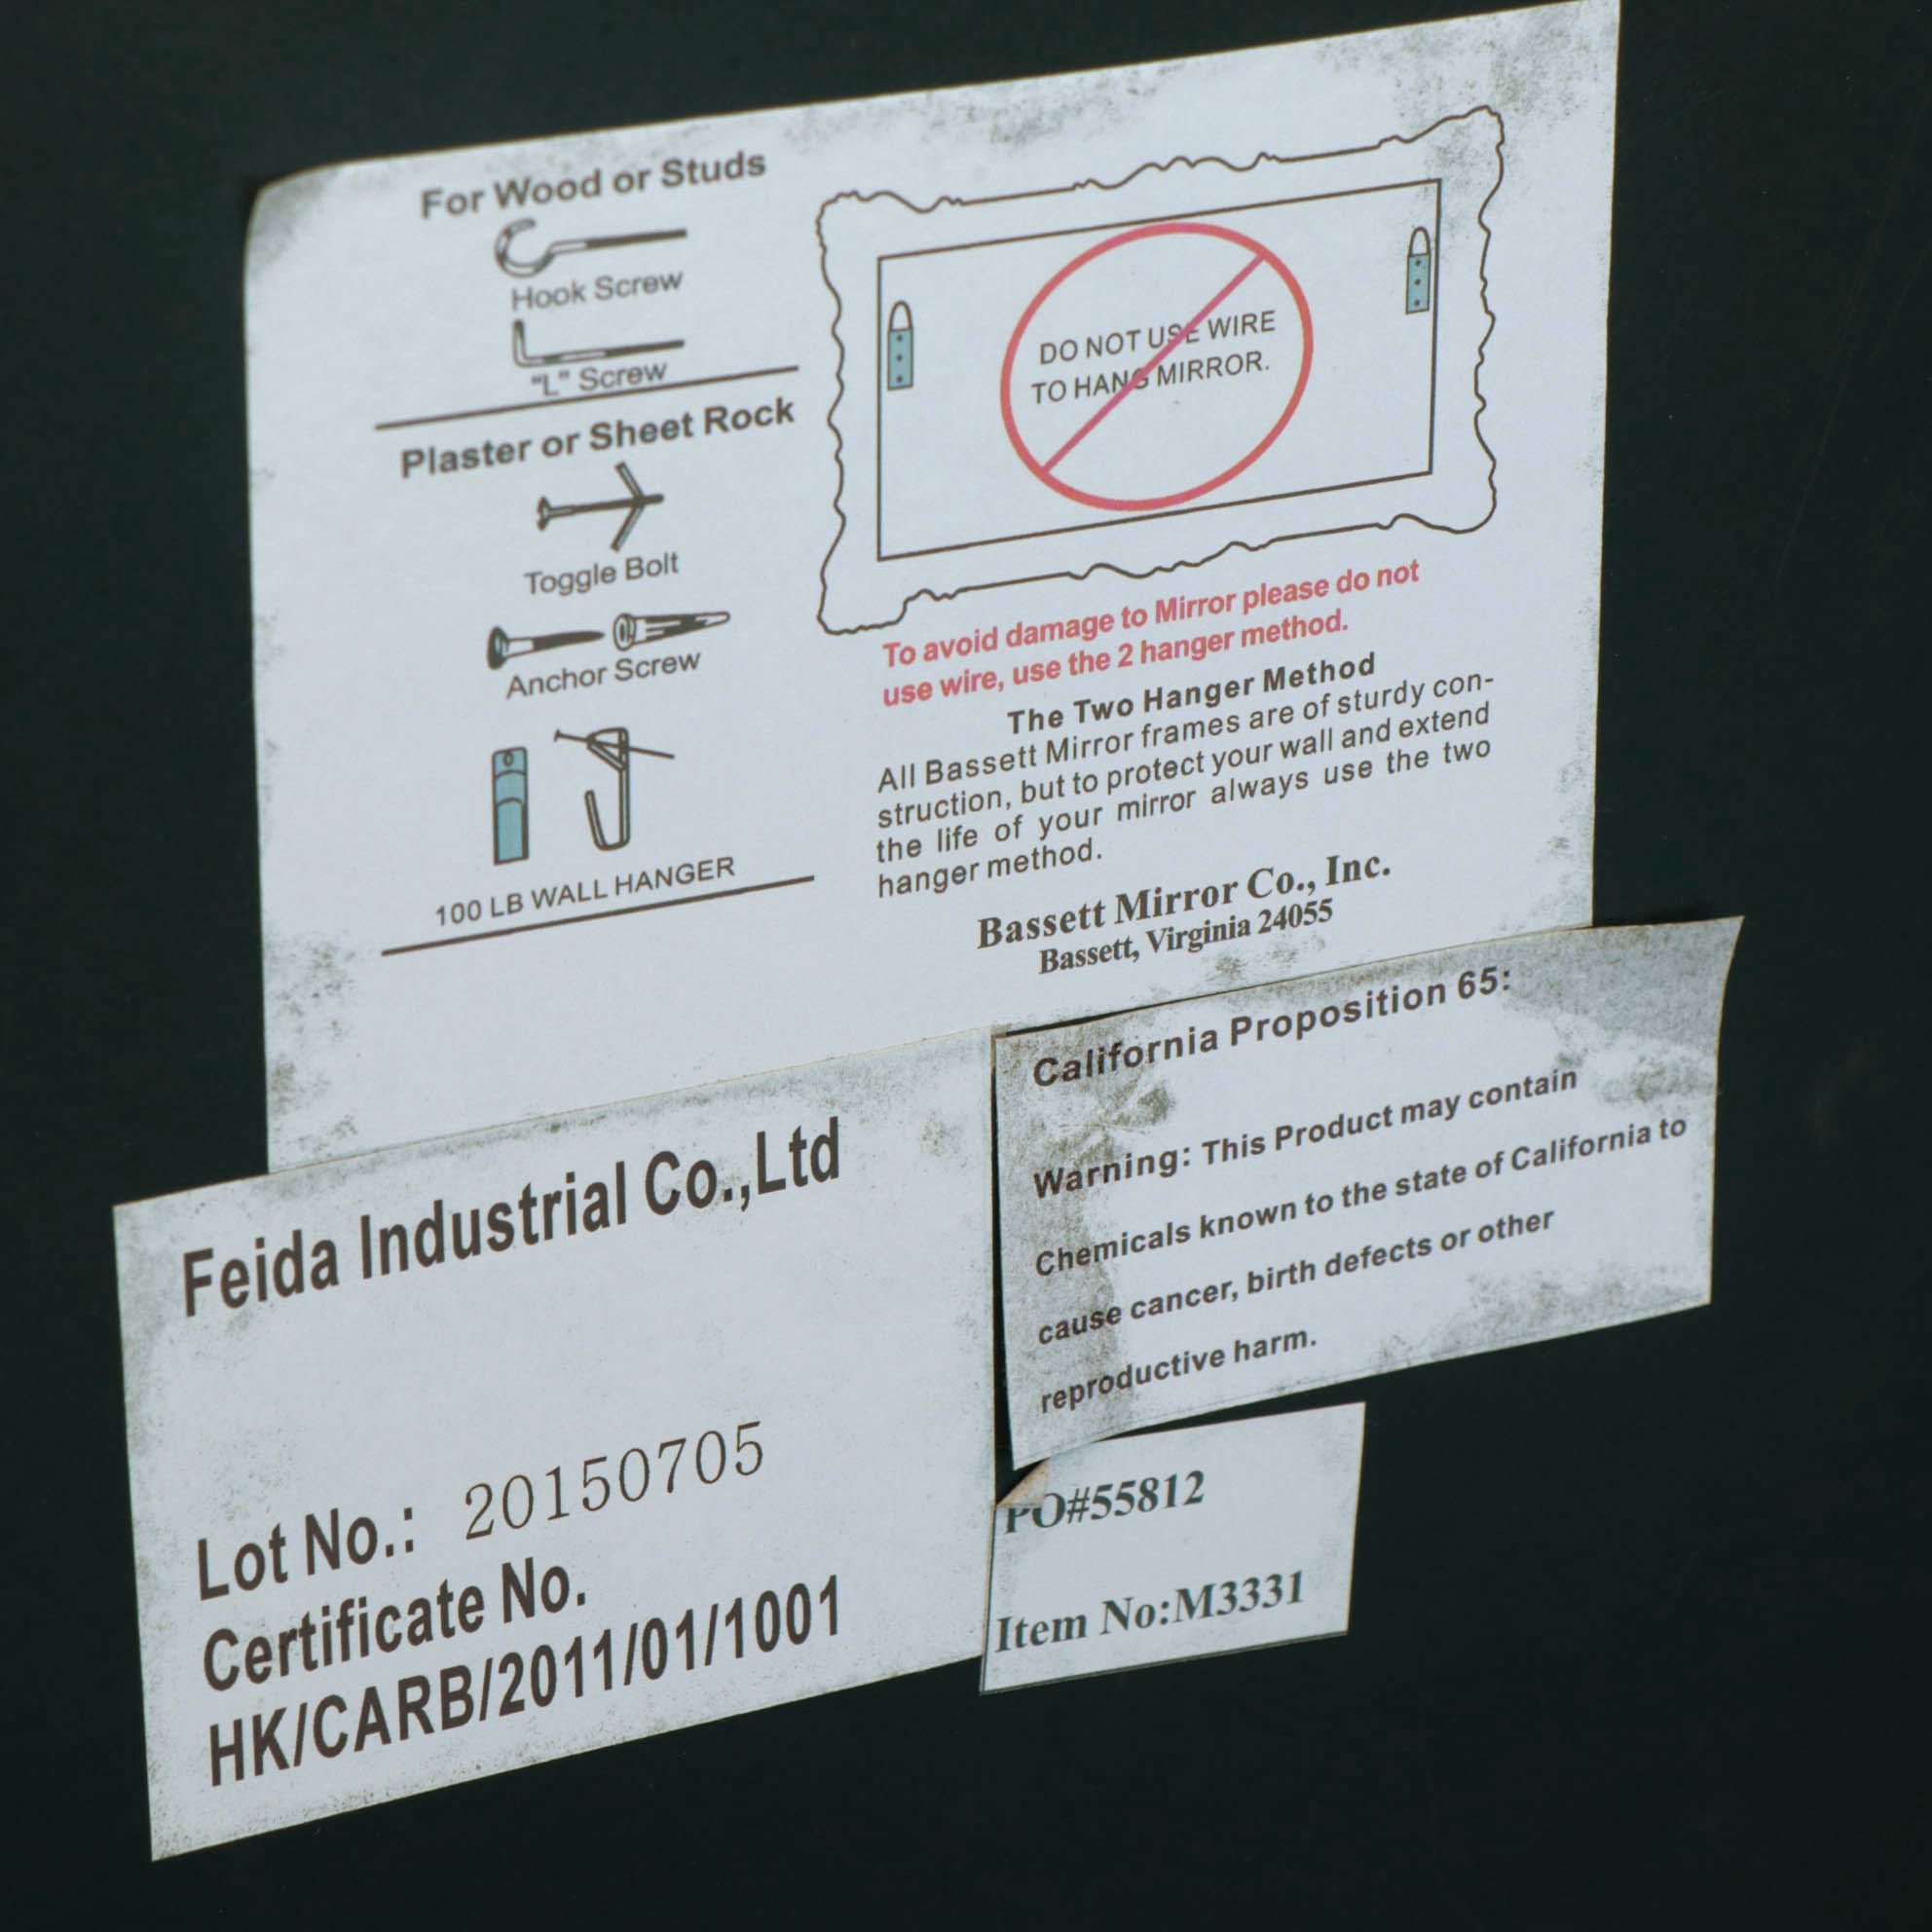 For Wood or Studs
Hook Screw
"L" Screw
Plaster or Sheet Rock
Toggle Bolt
Anchor Screw
100 LB WALL HANGER
DO NOT USE WIRE
TO HANG MIRROR.
To avoid damage to Mirror please do not
use wire, use the 2 hanger method.
The Two Hanger Method
All Bassett Mirror frames are of sturdy con-
struction, but to protect your wall and extend
the life of your mirror always use the two
hanger method.
Bassett Mirror Co., Inc.
Bassett, Virginia 24055
California Proposition 65:
Warning: This Product may contain
Chemicals known to the state of California to
cause cancer, birth defects or other
reproductive harm.
Feida Industrial Co.,Ltd
Lot No.: 20150705
Certificate No.
HK/CARB/2011/01/1001
PO#55812
Item No:M3331